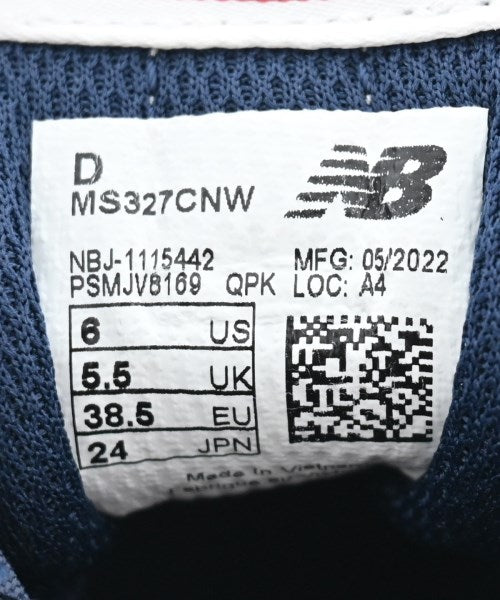 D
MS327CNW
NB
NBJ-1115442 MFG: 05/2022
PSMJV8169 QPK LOC: A4
6 US
5.5 UK
38.5 EU
24 JPN
Made in Vietnam